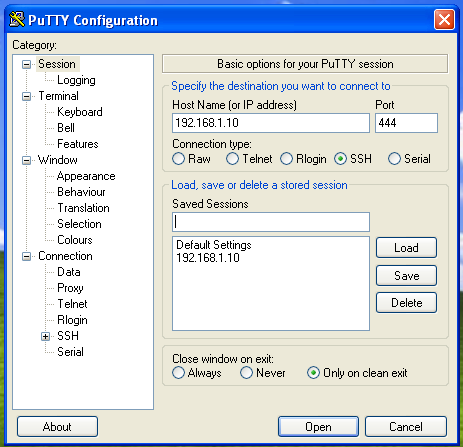 PuTTY Configuration
Category:
Session
Logging
Terminal
Keyboard
Bell
Features
Window
Appearance
Behaviour
Translation
Selection
Colours
Connection
Data
Proxy
Telnet
Rlogin
SSH
Serial
Basic options for your PuTTY session
Specify the destination you want to connect to
Host Name (or IP address) Port
192.168.1.10 444
Connection type:
Raw Telnet Rlogin SSH Serial
Load, save or delete a stored session
Saved Sessions
Default Settings
192.168.1.10
Load
Save
Delete
Close window on exit:
Always Never Only on clean exit
About Open Cancel